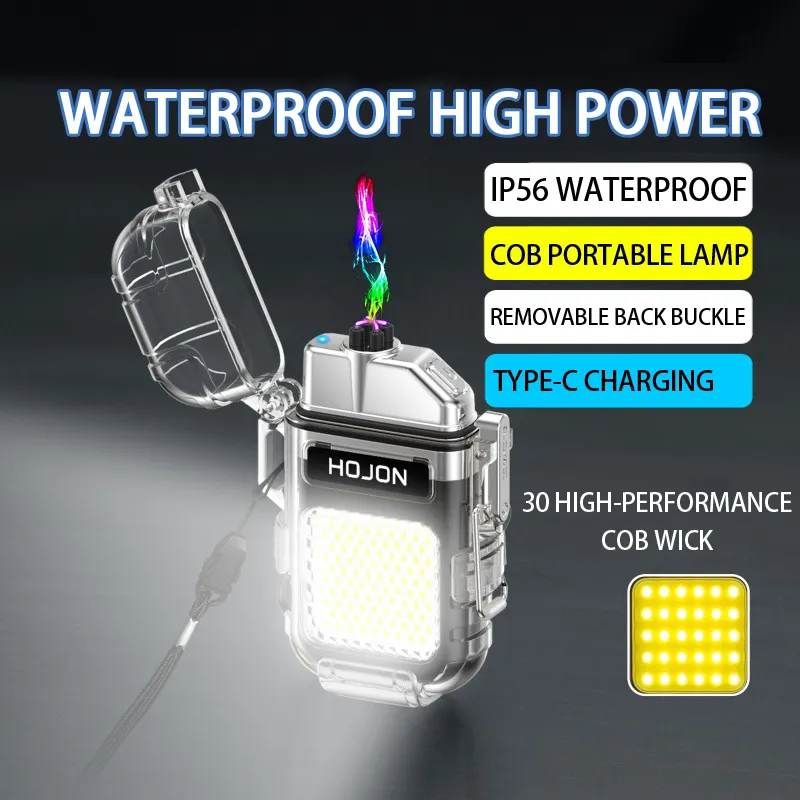 WATERPROOF HIGH POWER
IP56 WATERPROOF
COB PORTABLE LAMP
REMOVABLE BACK BUCKLE
TYPE-C CHARGING
HOJON
30 HIGH-PERFORMANCE
COB WICK